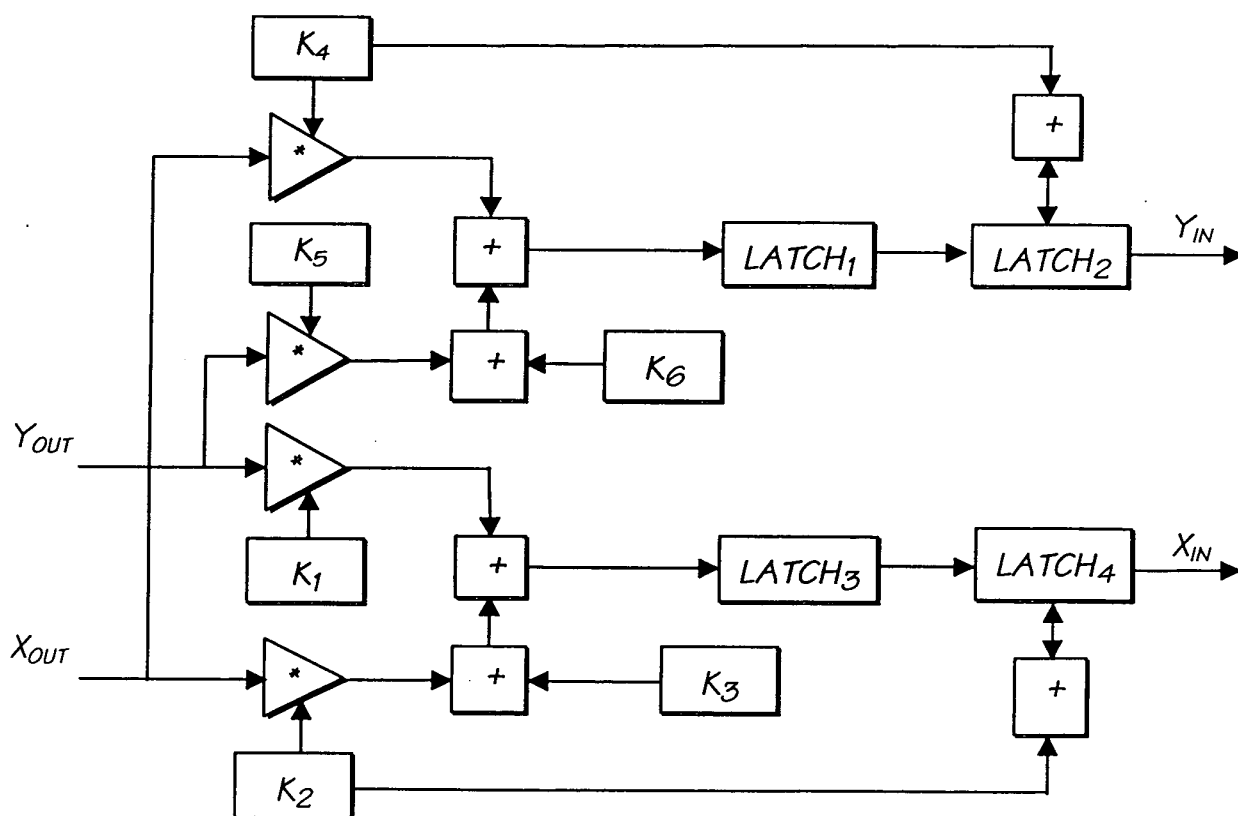 K4
*
+
K5
+
LATCH1
LATCH2
YIN
*
+
K6
YOUT
*
K1
+
LATCH3
LATCH4
XIN
XOUT
*
+
K3
+
K2